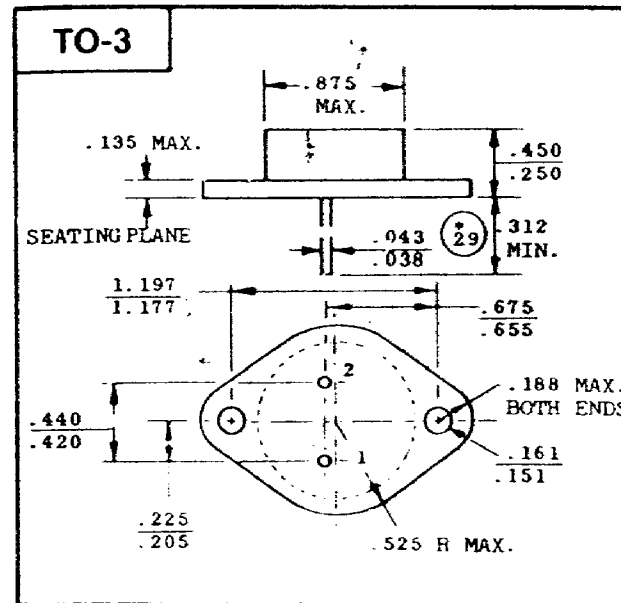 TO-3
.875
MAX.
.135 MAX.
.450
.250
SEATING PLANE
.043
.038
*
29
.312
MIN.
1.197
1.177
.675
.655
2
.188 MAX.
BOTH ENDS
.440
.420
1
.161
.151
.225
.205
.525 R MAX.